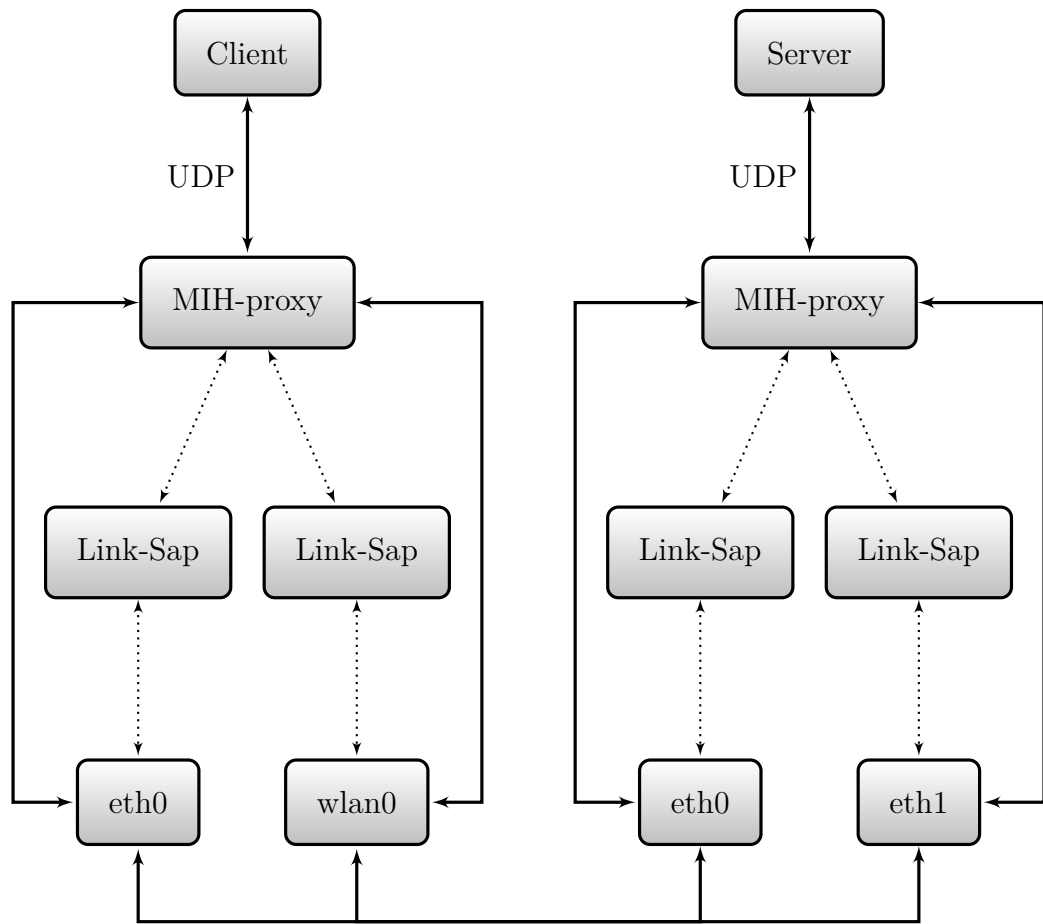 Client
Server
UDP
UDP
MIH-proxy
MIH-proxy
Link-Sap
Link-Sap
Link-Sap
Link-Sap
eth0
wlan0
eth0
eth1